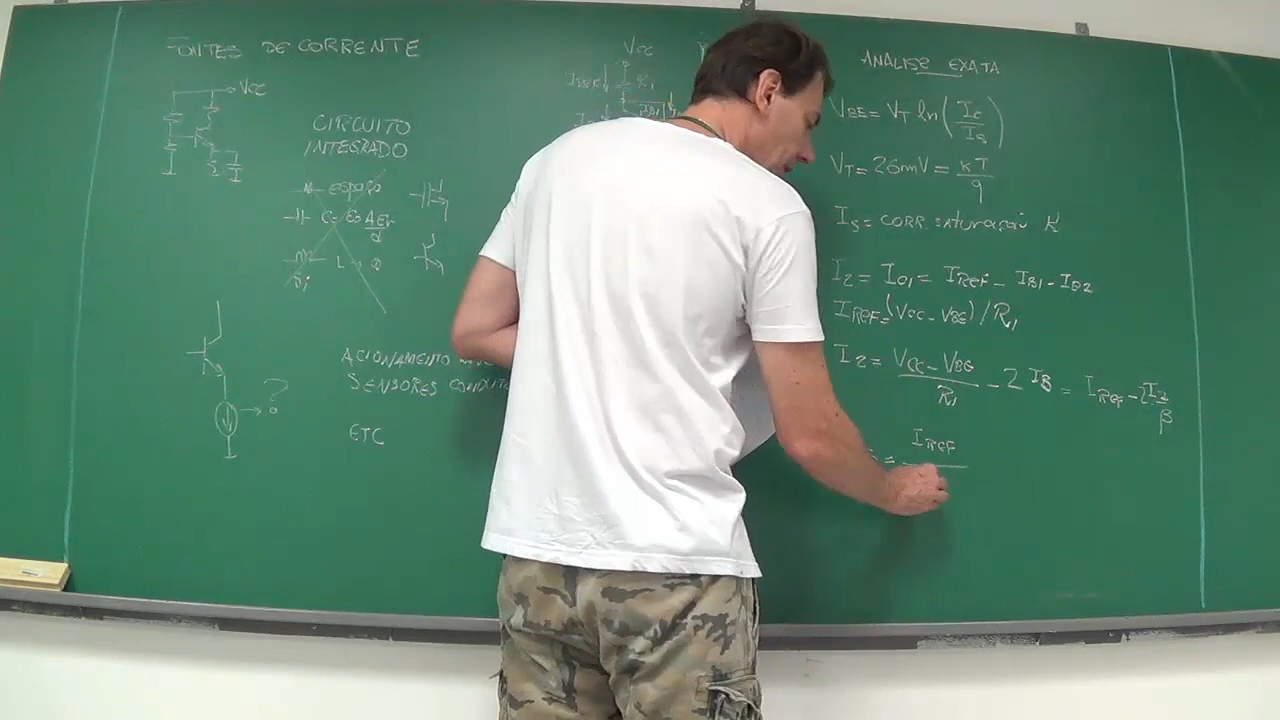 FONTES DE CORRENTE
VCC
CIRCUITO
INTEGRADO
espaço
L
ACIONAMENTO
SENSORES
ETC
?
VCC
R1
ANALISE EXATA
VBE = VT ln(IC/IS)
VT = 26mV = KT/q
IS = CORR. saturação
I2 = I01 = IREF - IB1 - IB2
IREF = (VCC - VBE)/R1
I2 = VCC - VBE/R1 - 2 IB = IREF - 2I2/β
= IREF